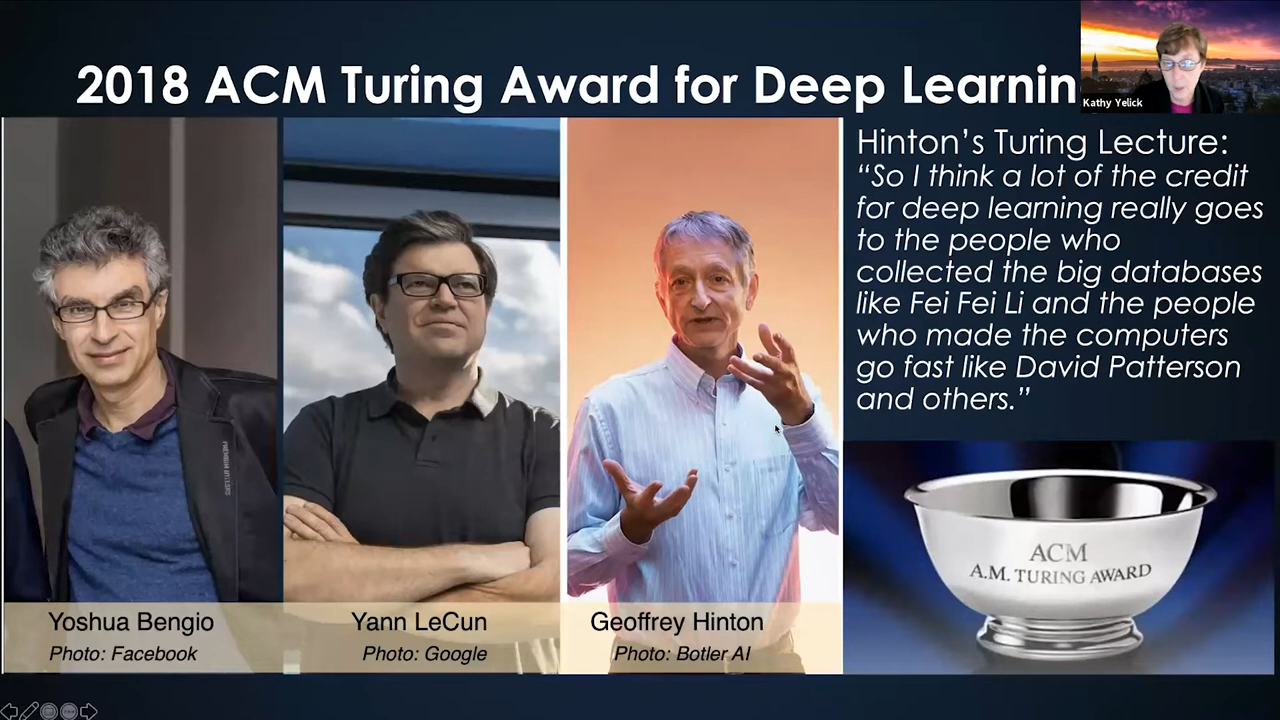 2018 ACM Turing Award for Deep Learnin
Kathy Yelick
Hinton’s Turing Lecture:
“So I think a lot of the credit
for deep learning really goes
to the people who
collected the big databases
like Fei Fei Li and the people
who made the computers
go fast like David Patterson
and others.”
Yoshua Bengio
Photo: Facebook
Yann LeCun
Photo: Google
Geoffrey Hinton
Photo: Botler AI
ACM
A.M. TURING AWARD